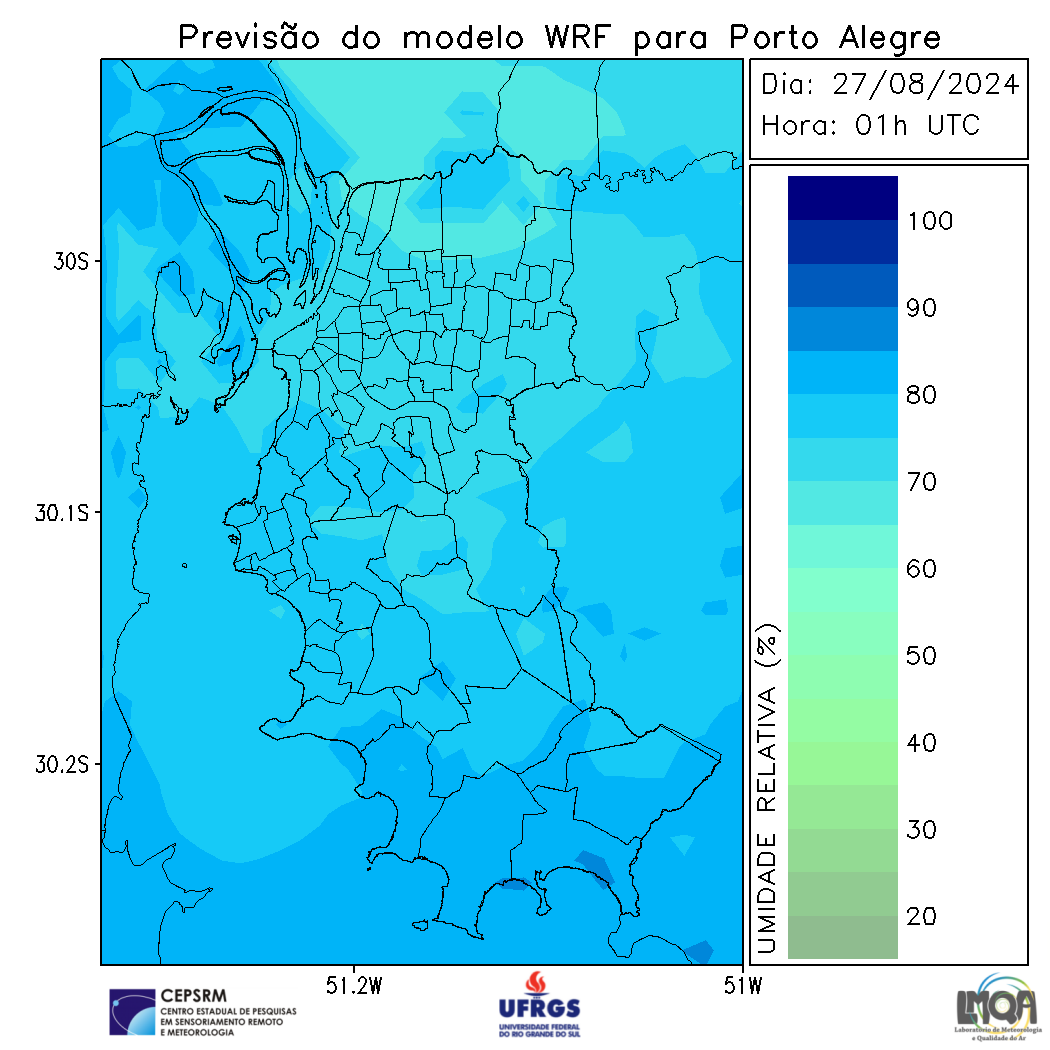 Previsão do modelo WRF para Porto Alegre
Dia: 27/08/2024
Hora: 01h UTC
100
90
80
70
60
50
40
30
20
UMIDADE RELATIVA (%)
30S
30.1S
30.2S
51.2W
51W
CEPSRM
CENTRO ESTADUAL DE PESQUISAS
EM SENSORIAMENTO REMOTO
E METEOROLOGIA
UFRGS
UNIVERSIDADE FEDERAL
DO RIO GRANDE DO SUL
LMQA
Laboratório de Meteorologia
e Qualidade do Ar